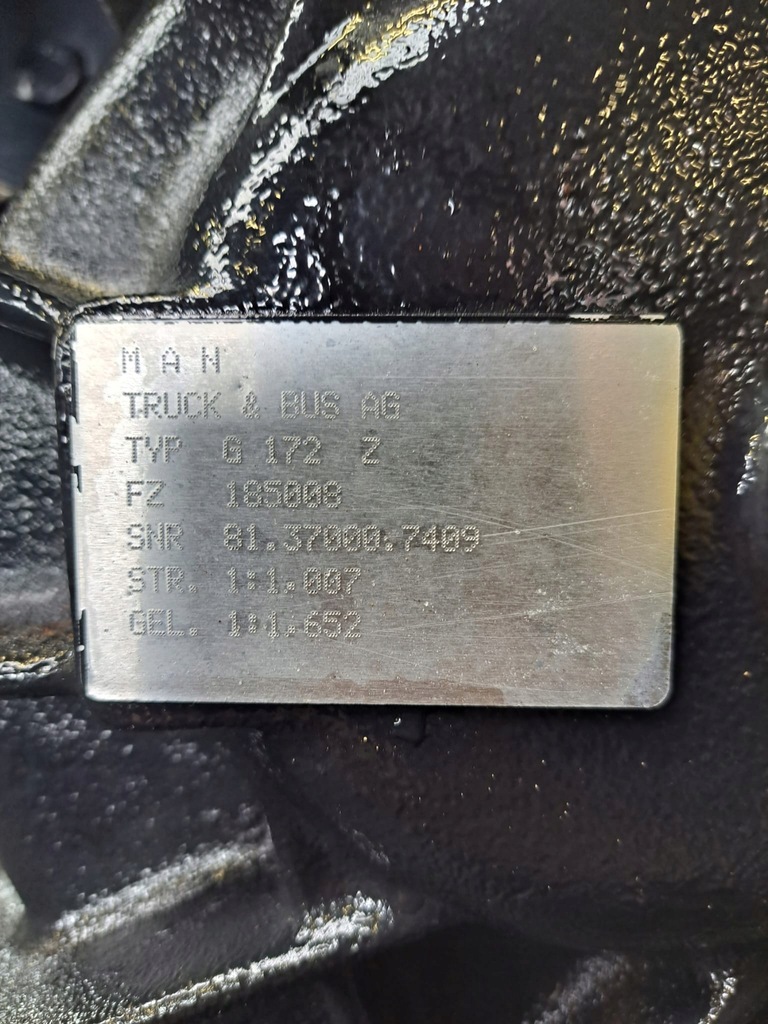 M A N
TRUCK & BUS AG
TYP G 172 Z
FZ 185008
SNR 81.37000.7409
STR. 1:1.007
GEL. 1:1.652